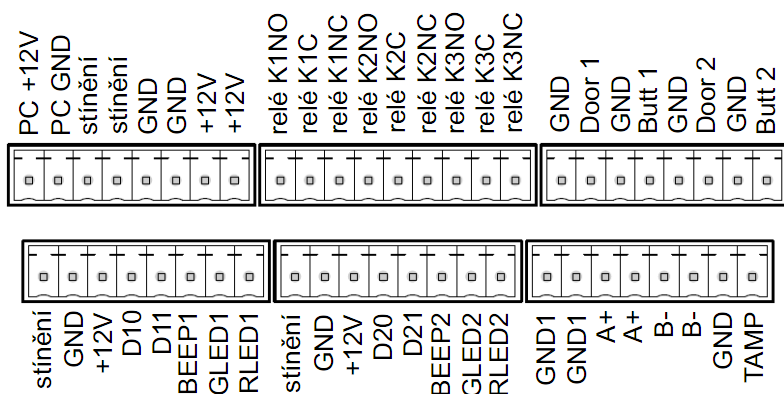 PC +12V
PC GND
stínění
stínění
GND
GND
+12V
+12V
relé K1NO
relé K1C
relé K1NC
relé K2NO
relé K2C
relé K2NC
relé K3NO
relé K3C
relé K3NC
GND
Door 1
GND
Butt 1
GND
Door 2
GND
Butt 2
stínění
GND
+12V
D10
D11
BEEP1
GLED1
RLED1
stínění
GND
+12V
D20
D21
BEEP2
GLED2
RLED2
GND1
GND1
A+
A+
B-
B-
GND
TAMP